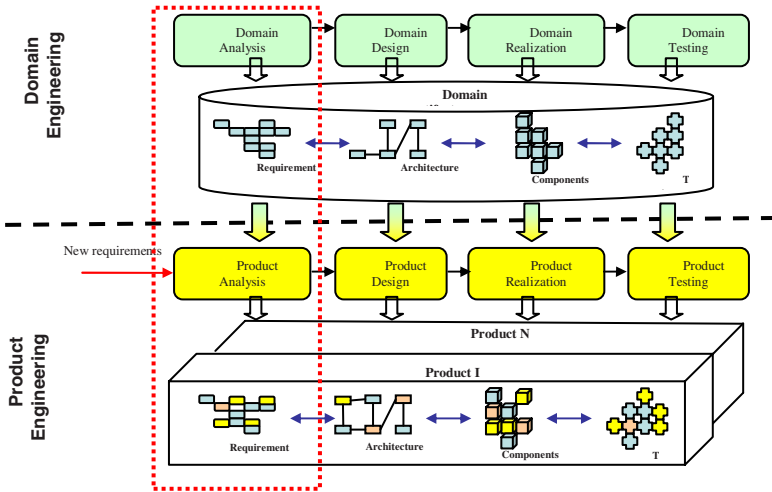 Domain
Engineering
Domain
Analysis
Domain
Design
Domain
Realization
Domain
Testing
Domain
Requirement
Architecture
Components
T
New requirements
Product
Engineering
Product
Analysis
Product
Design
Product
Realization
Product
Testing
Product N
Product I
Requirement
Architecture
Components
T